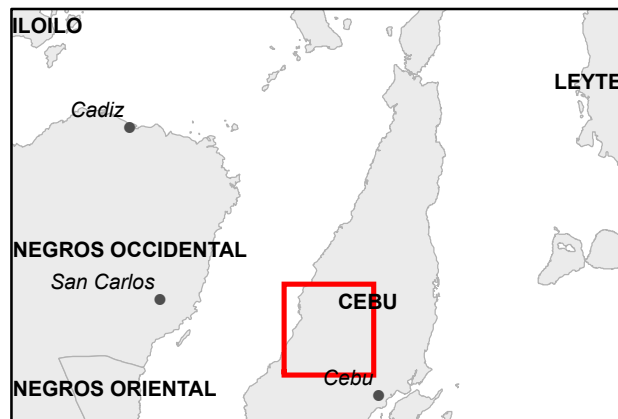 ILOILO
LEYTE
Cadiz
NEGROS OCCIDENTAL
San Carlos
CEBU
Cebu
NEGROS ORIENTAL